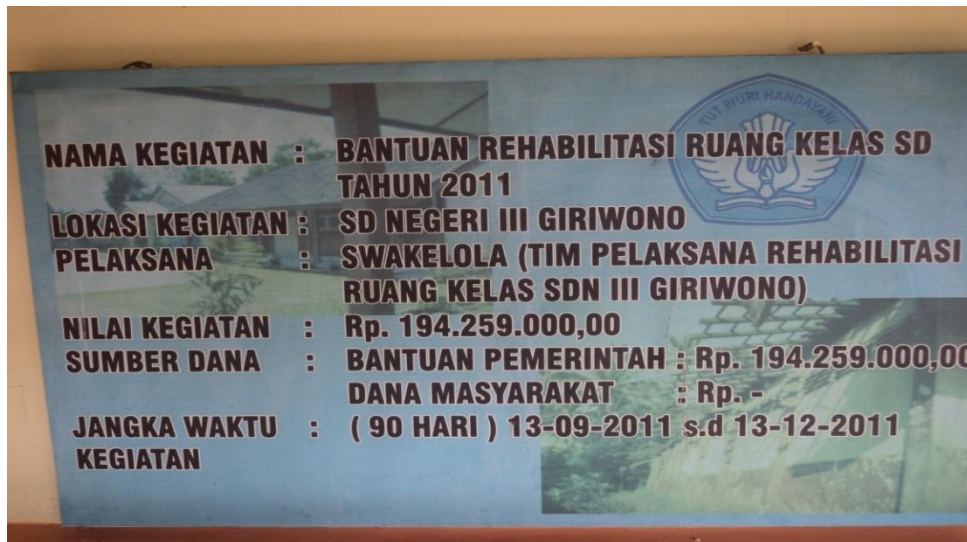 TUT WURI HANDAYANI
NAMA KEGIATAN : BANTUAN REHABILITASI RUANG KELAS SD
TAHUN 2011
LOKASI KEGIATAN : SD NEGERI III GIRIWONO
PELAKSANA : SWAKELOLA (TIM PELAKSANA REHABILITASI
RUANG KELAS SDN III GIRIWONO)
NILAI KEGIATAN : Rp. 194.259.000,00
SUMBER DANA : BANTUAN PEMERINTAH : Rp. 194.259.000,00
DANA MASYARAKAT : Rp. -
JANGKA WAKTU : ( 90 HARI ) 13-09-2011 s.d 13-12-2011
KEGIATAN